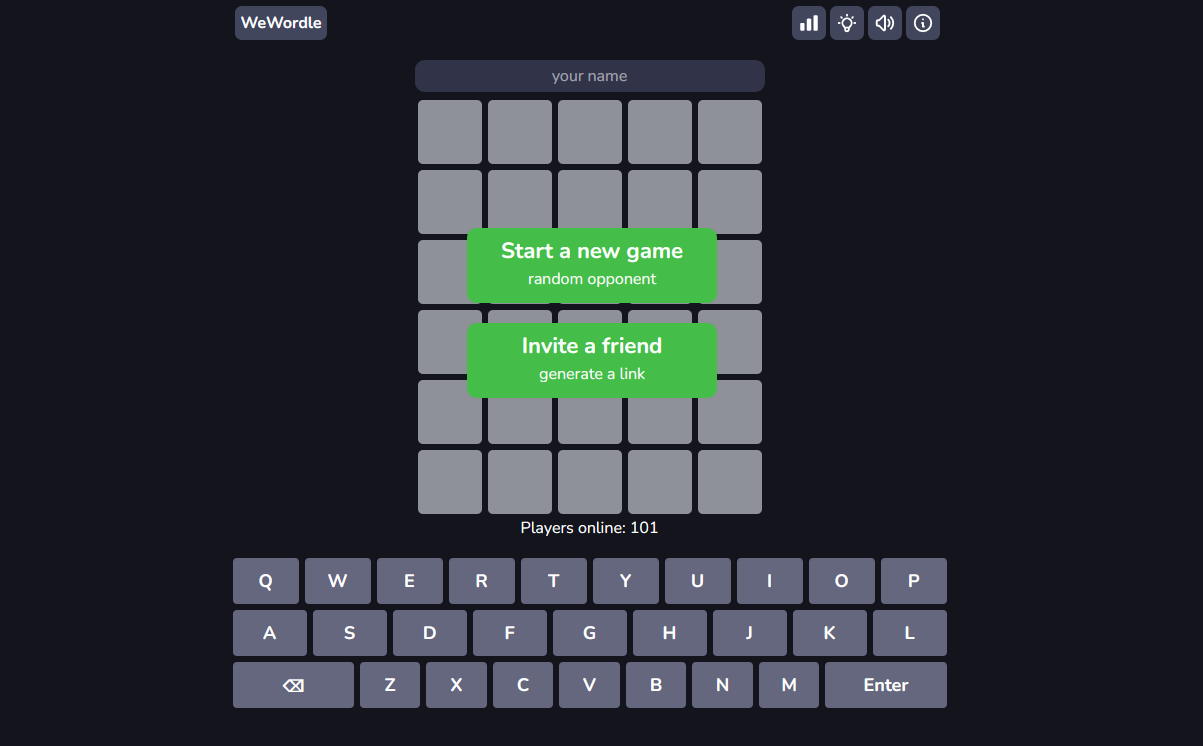 WeWordle
your name
Start a new game
random opponent
Invite a friend
generate a link
Players online: 101
Q W E R T Y U I O P
A S D F G H J K L
⌫ Z X C V B N M Enter